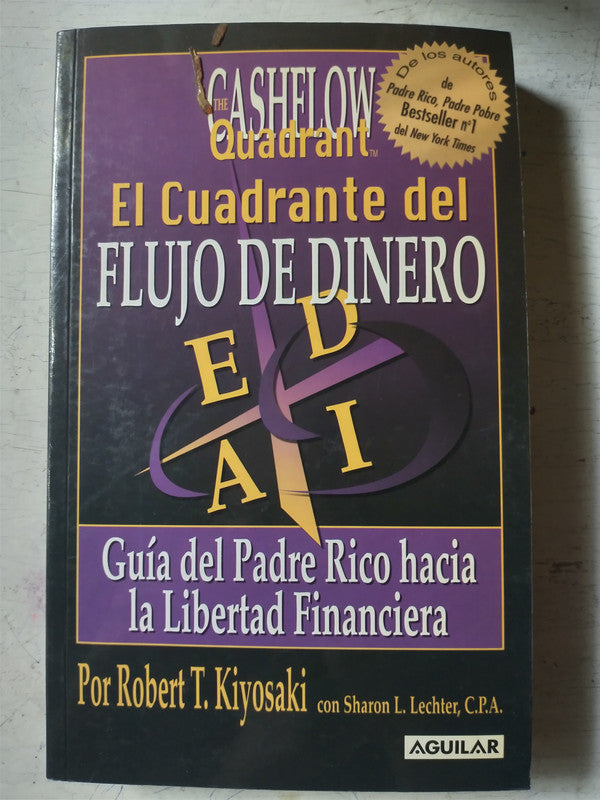 THE
CASHFLOW
Quadrant™
De los autores
de
Padre Rico, Padre Pobre
Bestseller nº1
del New York Times
El Cuadrante del
FLUJO DE DINERO
E D
A I
Guía del Padre Rico hacia
la Libertad Financiera
Por Robert T. Kiyosaki con Sharon L. Lechter, C.P.A.
AGUILAR